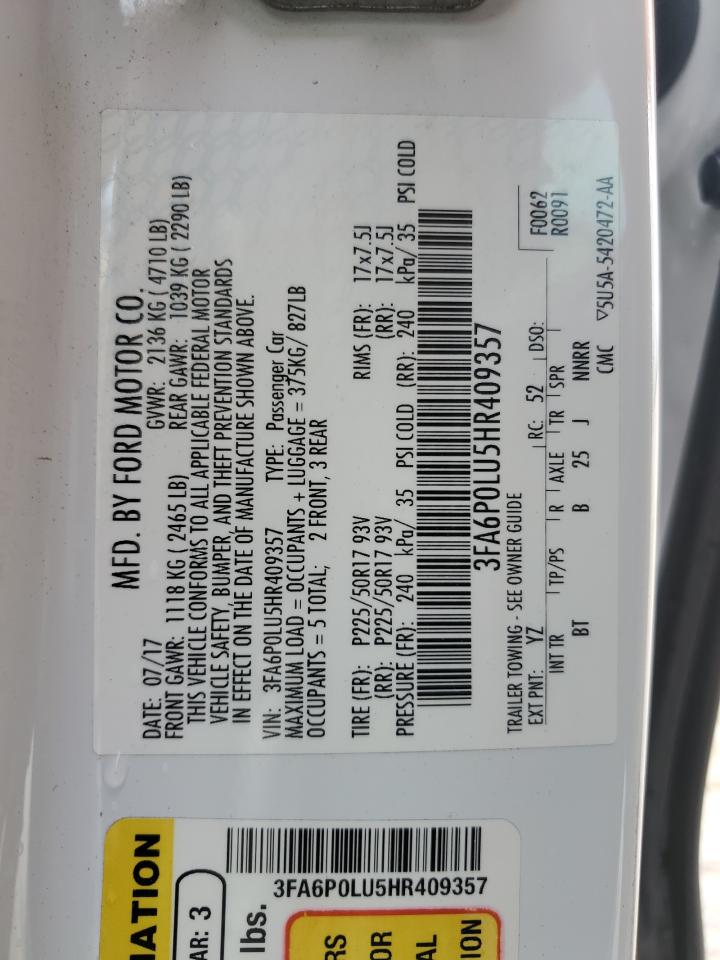 MFD. BY FORD MOTOR CO.
DATE: 07/17 GVWR: 2136 KG ( 4710 LB)
FRONT GAWR: 1118 KG ( 2465 LB) REAR GAWR: 1039 KG ( 2290 LB)
THIS VEHICLE CONFORMS TO ALL APPLICABLE FEDERAL MOTOR
VEHICLE SAFETY, BUMPER, AND THEFT PREVENTION STANDARDS
IN EFFECT ON THE DATE OF MANUFACTURE SHOWN ABOVE.
VIN: 3FA6P0LU5HR409357 TYPE: Passenger Car
MAXIMUM LOAD = OCCUPANTS + LUGGAGE = 375KG/ 827LB
OCCUPANTS = 5 TOTAL; 2 FRONT, 3 REAR
TIRE (FR): P225/50R17 93V RIMS (FR): 17x7.5J
(RR): P225/50R17 93V (RR): 17x7.5J
PRESSURE (FR): 240 kPa/ 35 PSI COLD (RR): 240 kPa/ 35 PSI COLD
3FA6P0LU5HR409357
TRAILER TOWING - SEE OWNER GUIDE F0062
EXT PNT: YZ RC: 52 DSO: R0091
INT TR TP/PS R AXLE TR SPR
BT B 25 J NNRR
CMC ▽5U5A-5420472-AA
MATION
AR: 3
lbs.
3FA6P0LU5HR409357
RS
OR
AL
ION